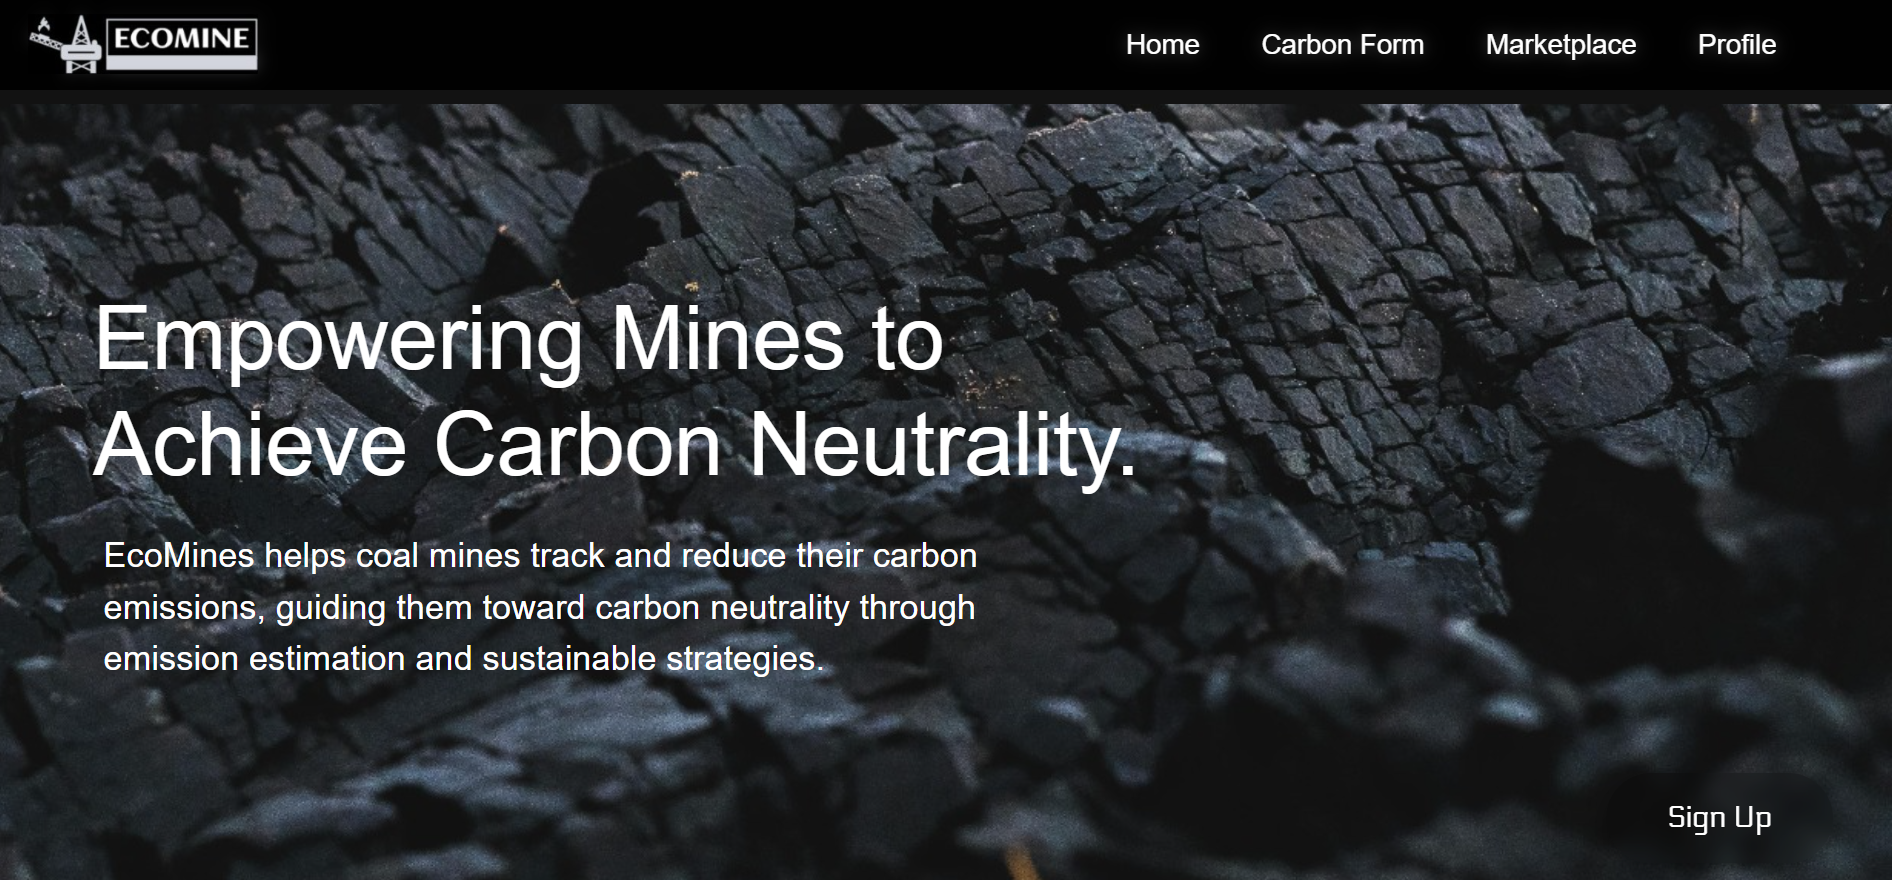 ECOMINE
Home
Carbon Form
Marketplace
Profile
Empowering Mines to
Achieve Carbon Neutrality.
EcoMines helps coal mines track and reduce their carbon
emissions, guiding them toward carbon neutrality through
emission estimation and sustainable strategies.
Sign Up